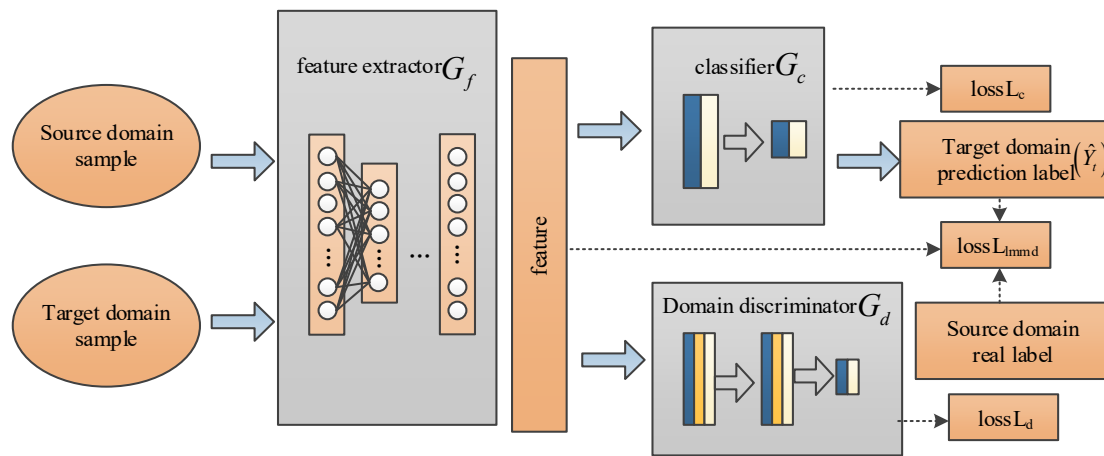 Source domain
sample
Target domain
sample
feature extractor G_f
...
feature
classifier G_c
loss L_c
Target domain
prediction label (Ŷ_t)
loss L_lmmd
Source domain
real label
Domain discriminator G_d
loss L_d